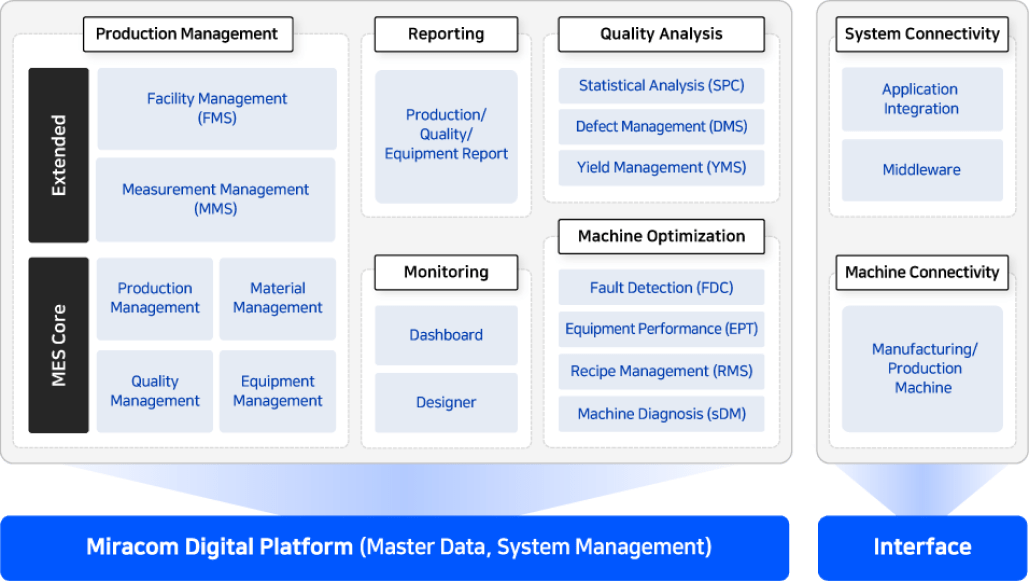 Production Management
Extended
Facility Management
(FMS)
Measurement Management
(MMS)
MES Core
Production
Management
Material
Management
Quality
Management
Equipment
Management
Reporting
Production/
Quality/
Equipment Report
Monitoring
Dashboard
Designer
Quality Analysis
Statistical Analysis (SPC)
Defect Management (DMS)
Yield Management (YMS)
Machine Optimization
Fault Detection (FDC)
Equipment Performance (EPT)
Recipe Management (RMS)
Machine Diagnosis (sDM)
System Connectivity
Application
Integration
Middleware
Machine Connectivity
Manufacturing/
Production
Machine
Miracom Digital Platform (Master Data, System Management)
Interface